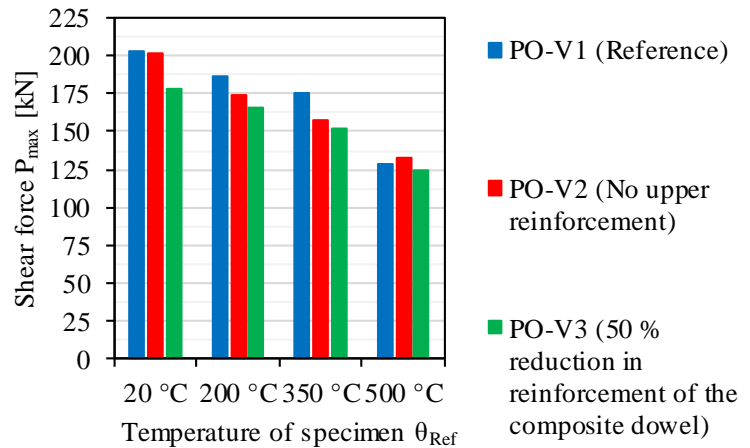 Shear force Pmax [kN]
225
200
175
150
125
100
75
50
25
0
20 °C 200 °C 350 °C 500 °C
Temperature of specimen θRef
PO-V1 (Reference)
PO-V2 (No upper
reinforcement)
PO-V3 (50 %
reduction in
reinforcement of the
composite dowel)